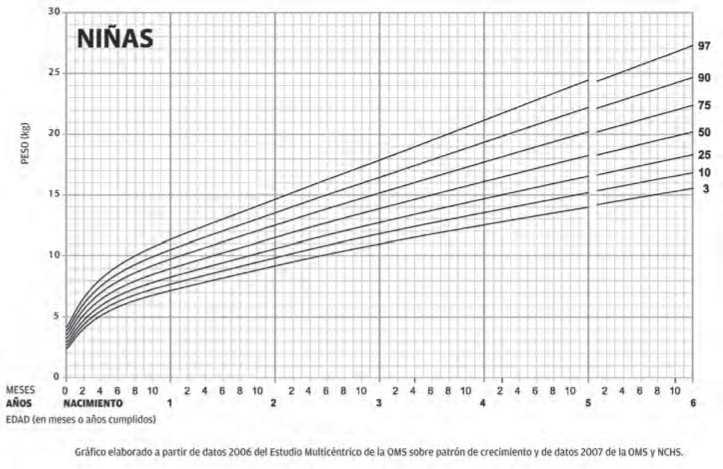 NIÑAS
30
25
20
15
10
5
0
PESO (kg)
97
90
75
50
25
10
3
MESES 0 2 4 6 8 10 2 4 6 8 10 2 4 6 8 10 2 4 6 8 10 2 4 6 8 10 2 4 6 8 10
AÑOS NACIMIENTO 1 2 3 4 5 6
EDAD (en meses o años cumplidos)
Gráfico elaborado a partir de datos 2006 del Estudio Multicéntrico de la OMS sobre patrón de crecimiento y de datos 2007 de la OMS y NCHS.